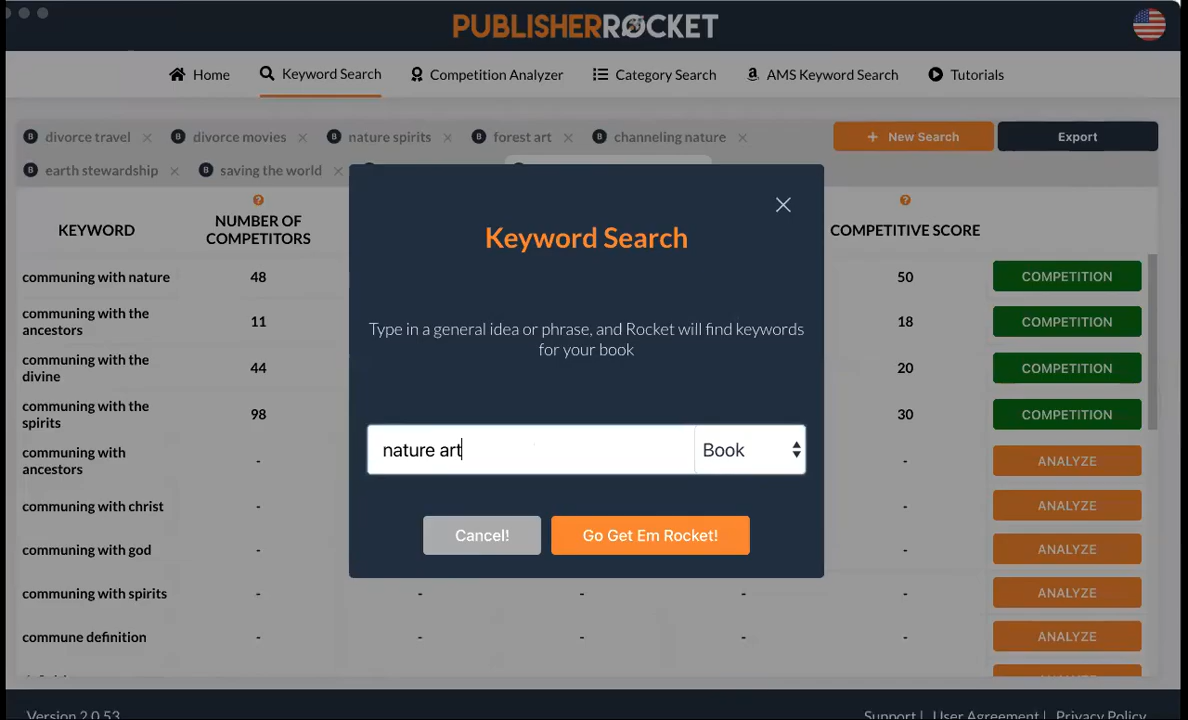 PUBLISHERROCKET
Home
Keyword Search
Competition Analyzer
Category Search
AMS Keyword Search
Tutorials
divorce travel
divorce movies
nature spirits
forest art
channeling nature
New Search
Export
earth stewardship
saving the world
KEYWORD
NUMBER OF
COMPETITORS
COMPETITIVE SCORE
communing with nature
48
50
COMPETITION
communing with the
ancestors
11
18
COMPETITION
communing with the
divine
44
20
COMPETITION
communing with the
spirits
98
30
COMPETITION
communing with
ancestors
-
-
ANALYZE
communing with christ
-
-
ANALYZE
communing with god
-
-
ANALYZE
communing with spirits
-
-
-
-
-
ANALYZE
commune definition
-
-
-
-
-
ANALYZE
Keyword Search
Type in a general idea or phrase, and Rocket will find keywords
for your book
nature art
Book
Cancel!
Go Get Em Rocket!
Version 2.0.53
Support | User Agreement | Privacy Policy